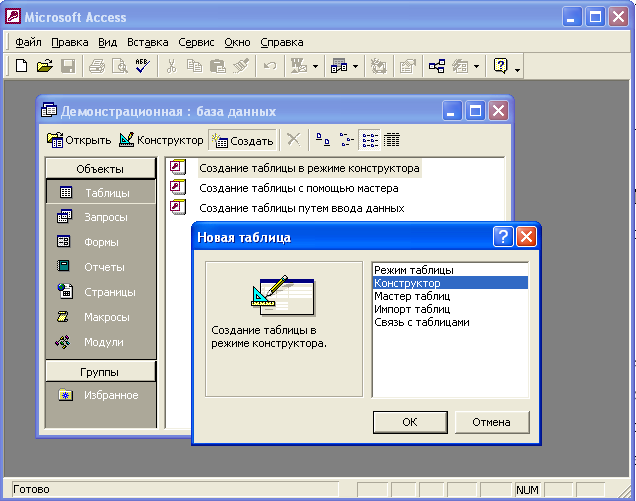 Microsoft Access
Файл Правка Вид Вставка Сервис Окно Справка
Демонстрационная : база данных
Открыть Конструктор Создать
Объекты
Таблицы
Запросы
Формы
Отчеты
Страницы
Макросы
Модули
Группы
Избранное
Создание таблицы в режиме конструктора
Создание таблицы с помощью мастера
Создание таблицы путем ввода данных
Новая таблица
Создание таблицы в
режиме конструктора.
Режим таблицы
Конструктор
Мастер таблиц
Импорт таблиц
Связь с таблицами
OK Отмена
Готово NUM